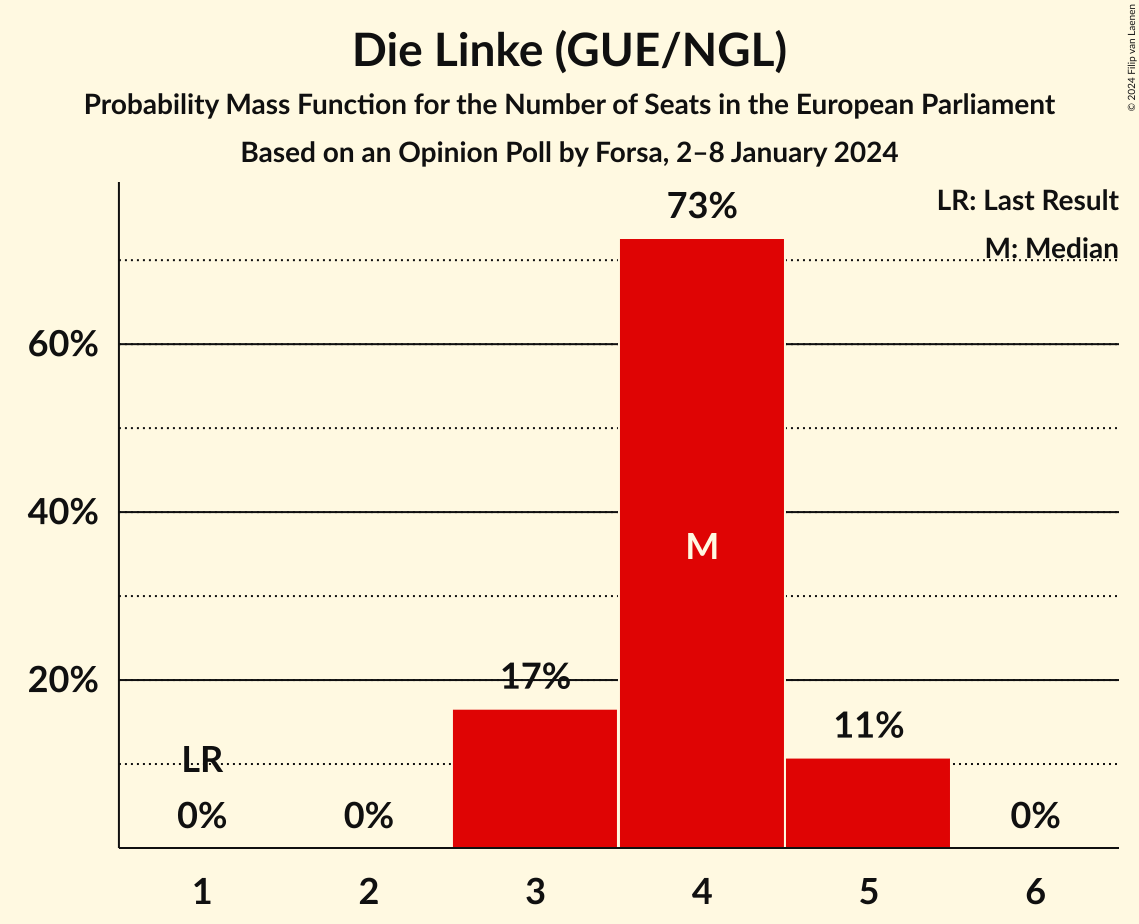 Die Linke (GUE/NGL)
Probability Mass Function for the Number of Seats in the European Parliament
Based on an Opinion Poll by Forsa, 2–8 January 2024
© 2024 Filip van Laenen
LR: Last Result
M: Median
73%
60%
40%
M
20%
17%
11%
LR
0%
0%
0%
1 2 3 4 5 6